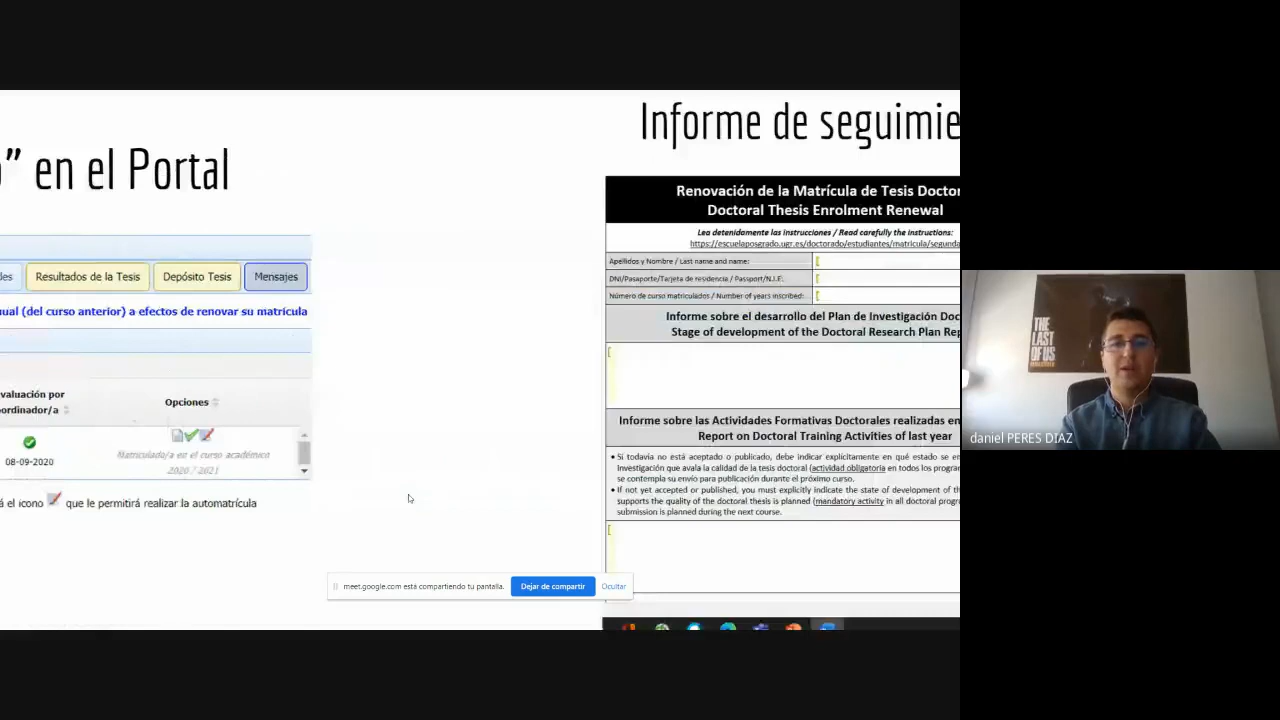 ” en el Portal
Resultados de la Tesis
Depósito Tesis
Mensajes
ual (del curso anterior) a efectos de renovar su matrícula
valuación por
oordinador/a
Opciones
08-09-2020
Matriculado/a en el curso académico
2020 / 2021
á el icono que le permitirá realizar la automatrícula
meet.google.com está compartiendo tu pantalla.
Dejar de compartir
Ocultar
Informe de seguimie
Renovación de la Matrícula de Tesis Doctor
Doctoral Thesis Enrolment Renewal
Lea detenidamente las instrucciones / Read carefully the instructions:
https://escuelaposgrado.ugr.es/doctorado/estudiantes/matricula/segunda
Apellidos y Nombre / Last name and name:
DNI/Pasaporte/Tarjeta de residencia / Passport/N.I.E:
Número de curso matriculados / Number of years inscribed:
Informe sobre el desarrollo del Plan de Investigación Doc
Stage of development of the Doctoral Research Plan Rep
Informe sobre las Actividades Formativas Doctorales realizadas en
Report on Doctoral Training Activities of last year
• Si todavia no está aceptado o publicado, debe indicar explícitamente en qué estado se en
Investigación que avala la calidad de la tesis doctoral (actividad obligatoria en todos los progra
se contempla su envío para publicación durante el próximo curso.
• If not yet accepted or published, you must explicitly indicate the state of development of th
supports the quality of the doctoral thesis is planned (mandatory activity in all doctoral progr
submission is planned during the next course.
THE
LAST
OF US
daniel PERES DIAZ